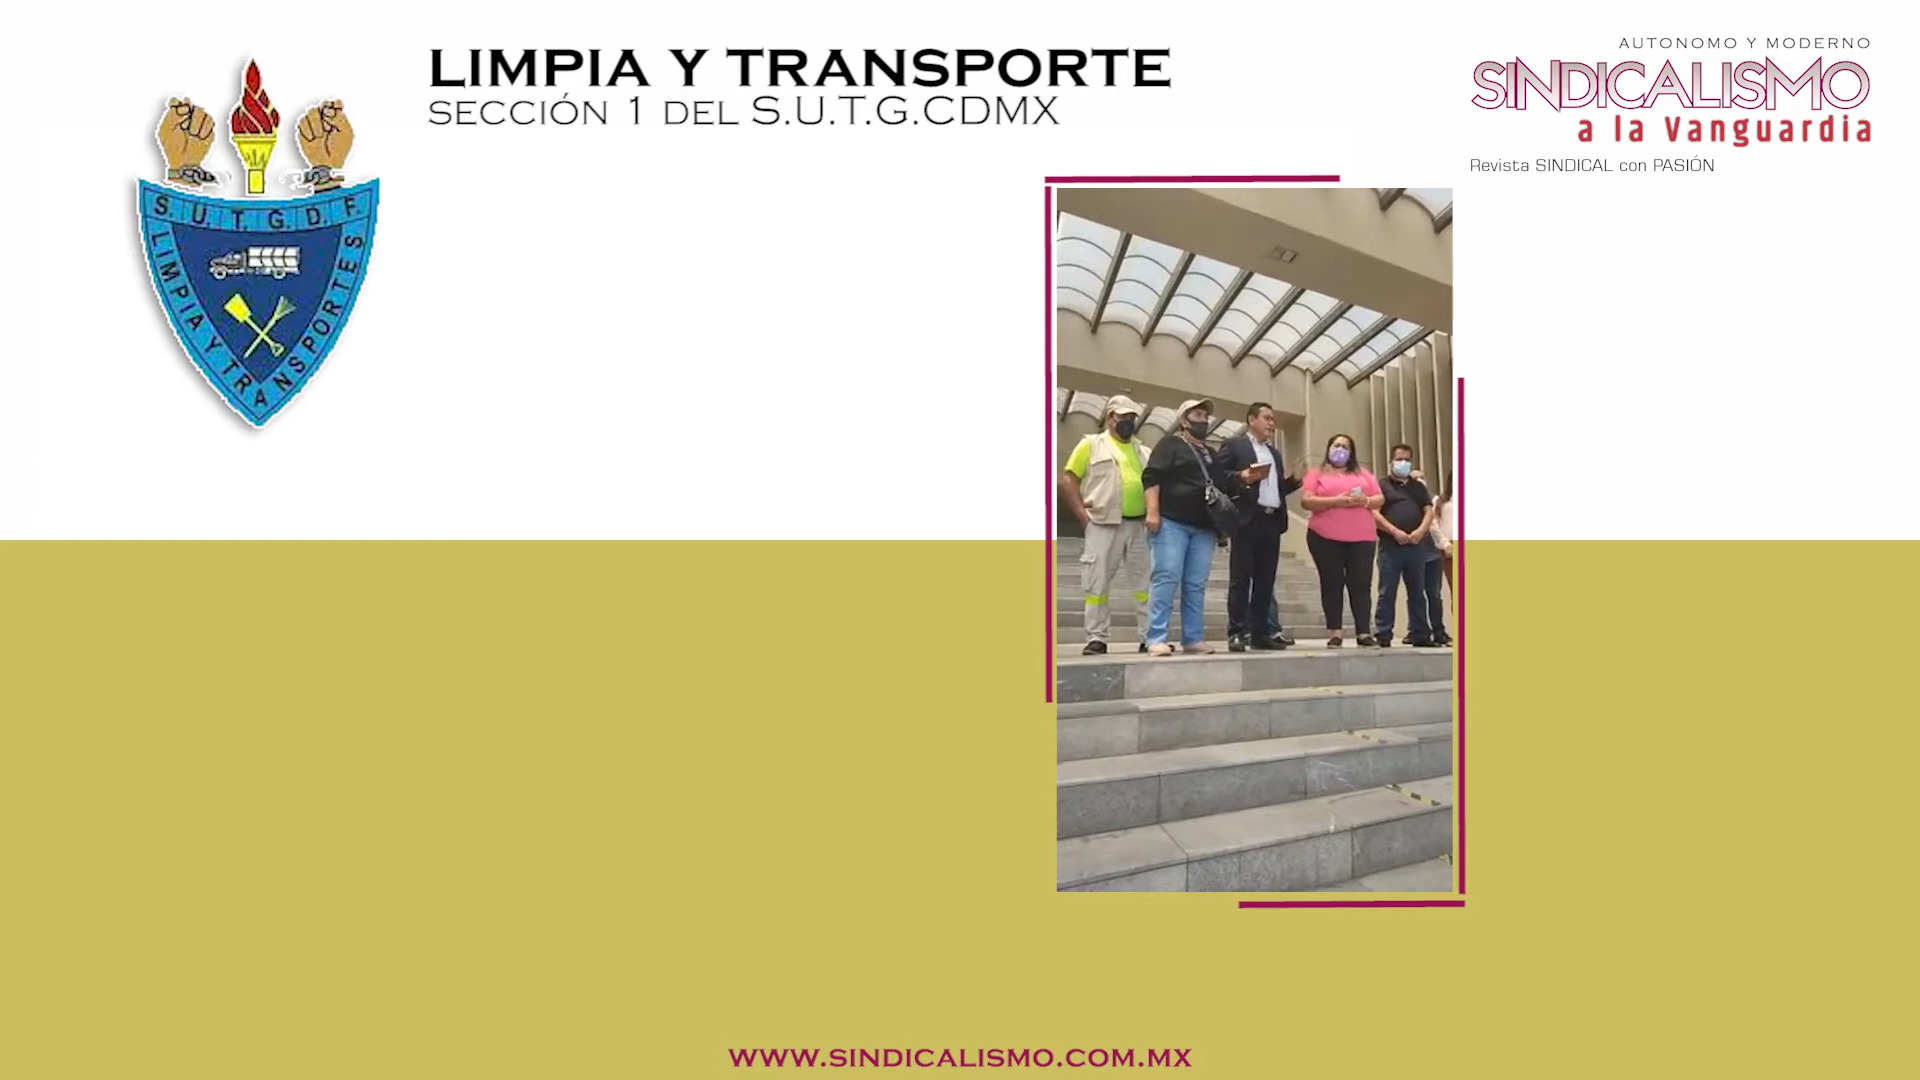 LIMPIA Y TRANSPORTE
SECCIÓN 1 DEL S.U.T.G.CDMX
AUTONOMO Y MODERNO
SINDICALISMO
a la Vanguardia
Revista SINDICAL con PASIÓN
S. U. T. G. D. F.
LIMPIA Y TRANSPORTES
WWW.SINDICALISMO.COM.MX